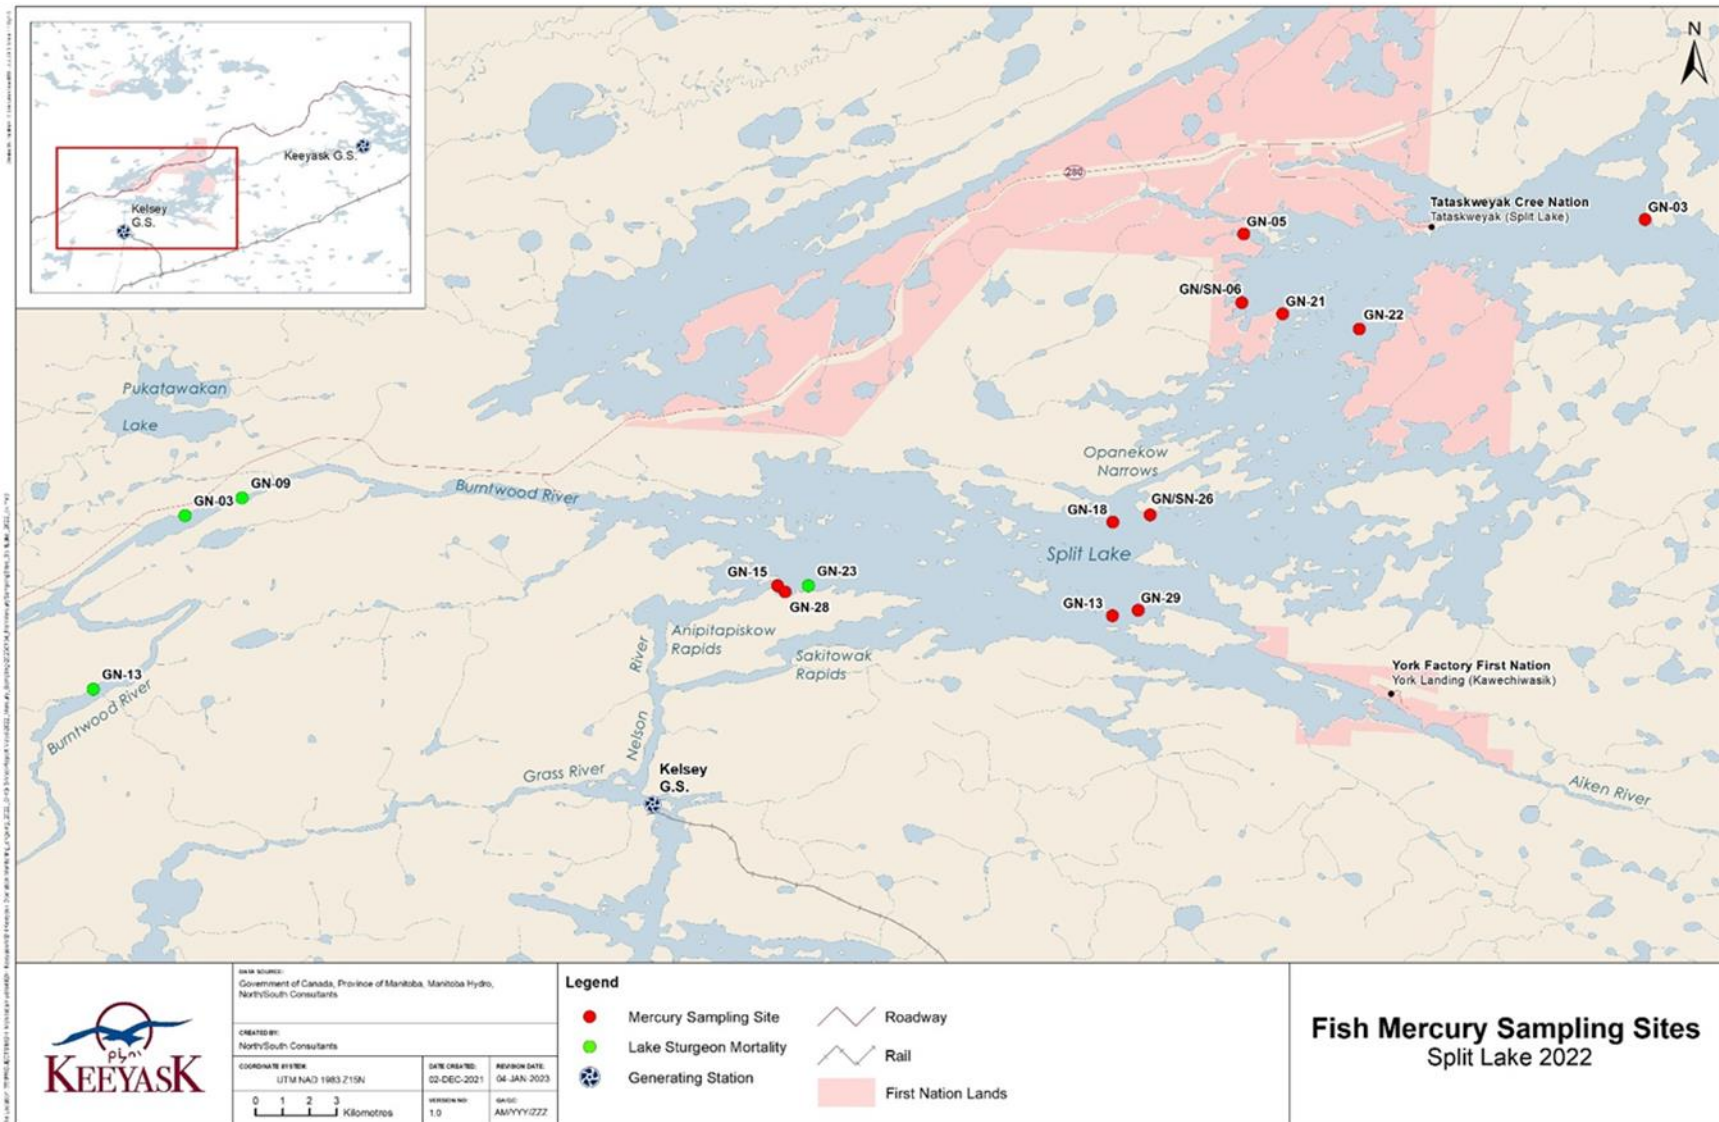 N
Keeyask G.S.
Kelsey
G.S.
280
Tataskweyak Cree Nation
Tataskweyak (Split Lake)
GN-03
GN-05
GN/SN-06
GN-21
GN-22
Pukatawakan
Lake
Opanekow
Narrows
GN-09
GN-03
Burntwood River
GN/SN-26
GN-18
Split Lake
GN-15
GN-23
GN-28
GN-13
GN-29
Anipitapiskow
Rapids
Sakitowak
Rapids
River
Nelson
York Factory First Nation
York Landing (Kawechiwasik)
GN-13
Burntwood River
Grass River
Kelsey
G.S.
Aiken River
KEEYASK
DATA SOURCE:
Government of Canada, Province of Manitoba, Manitoba Hydro,
North/South Consultants
CREATED BY:
North/South Consultants
COORDINATE SYSTEM:
UTM NAD 1983 Z15N
DATE CREATED:
02-DEC-2021
REVISION DATE:
04-JAN-2023
0 1 2 3 Kilometres
VERSION NO:
1.0
QA/QC:
AM/YYY/ZZZ
Legend
Mercury Sampling Site
Lake Sturgeon Mortality
Generating Station
Roadway
Rail
First Nation Lands
Fish Mercury Sampling Sites
Split Lake 2022